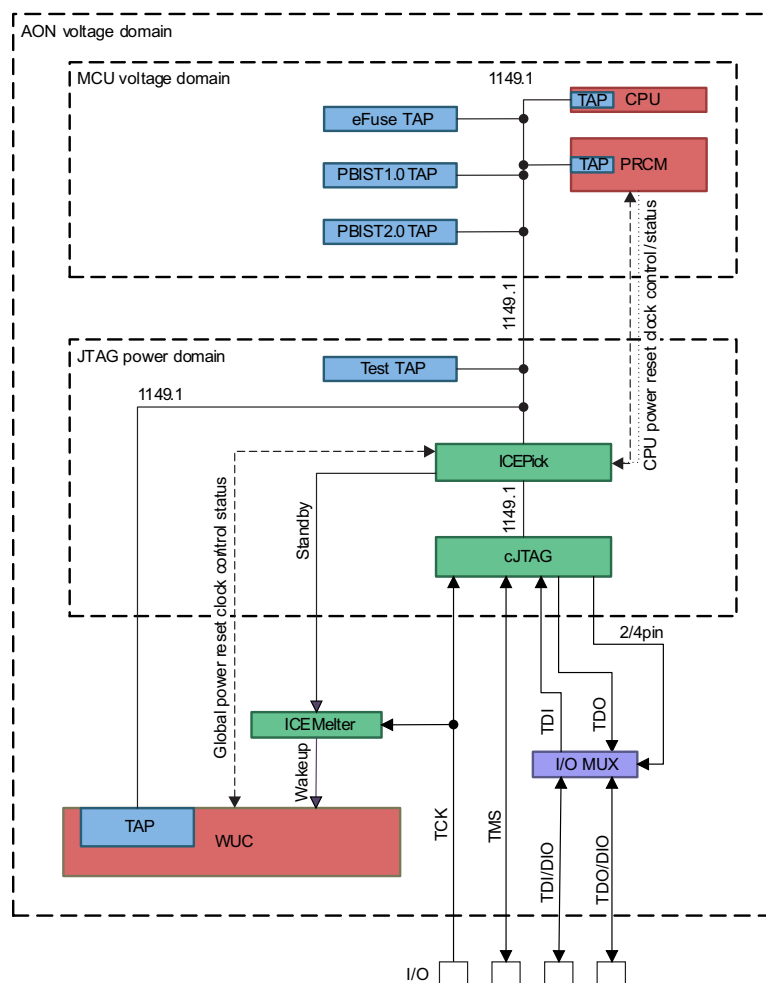 AON voltage domain
MCU voltage domain
1149.1
TAP
CPU
eFuse TAP
TAP
PRCM
PBIST1.0 TAP
PBIST2.0 TAP
CPU power reset clock control/status
1149.1
JTAG power domain
Test TAP
1149.1
ICEPick
1149.1
Standby
Global power reset clock control status
cJTAG
2/4pin
TDI
TDO
ICEMelter
I/O MUX
Wakeup
TAP
WUC
TCK
TMS
TDI/DIO
TDO/DIO
I/O